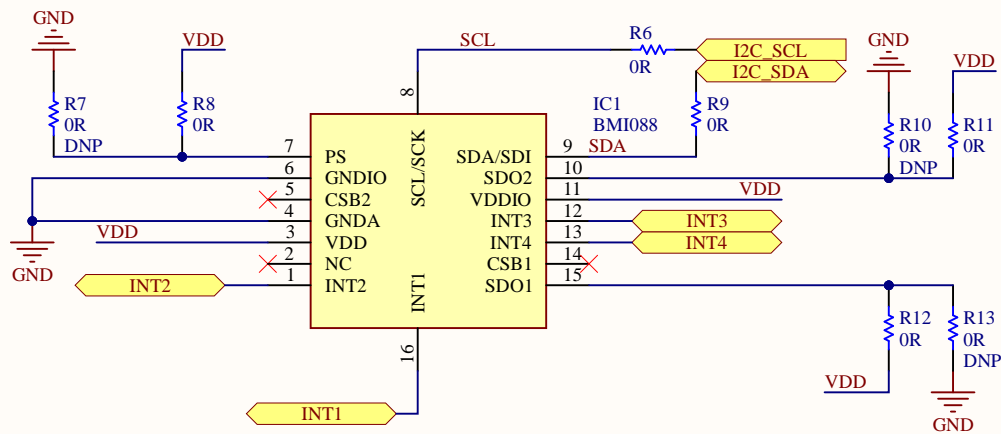 GND
VDD
SCL
R6
0R
I2C_SCL
I2C_SDA
GND
VDD
R7
0R
DNP
R8
0R
8
IC1
BMI088
R9
0R
R10
0R
DNP
R11
0R
7 PS
SCL/SCK
SDA/SDI 9 SDA
6 GNDIO
SDO2 10
5 CSB2
VDDIO 11 VDD
4 GNDA
INT3 12 INT3
VDD 3 VDD
INT4 13 INT4
2 NC
CSB1 14
INT2 1 INT2
SDO1 15
GND
INT1
16
R12
0R
R13
0R
DNP
VDD
INT1
GND